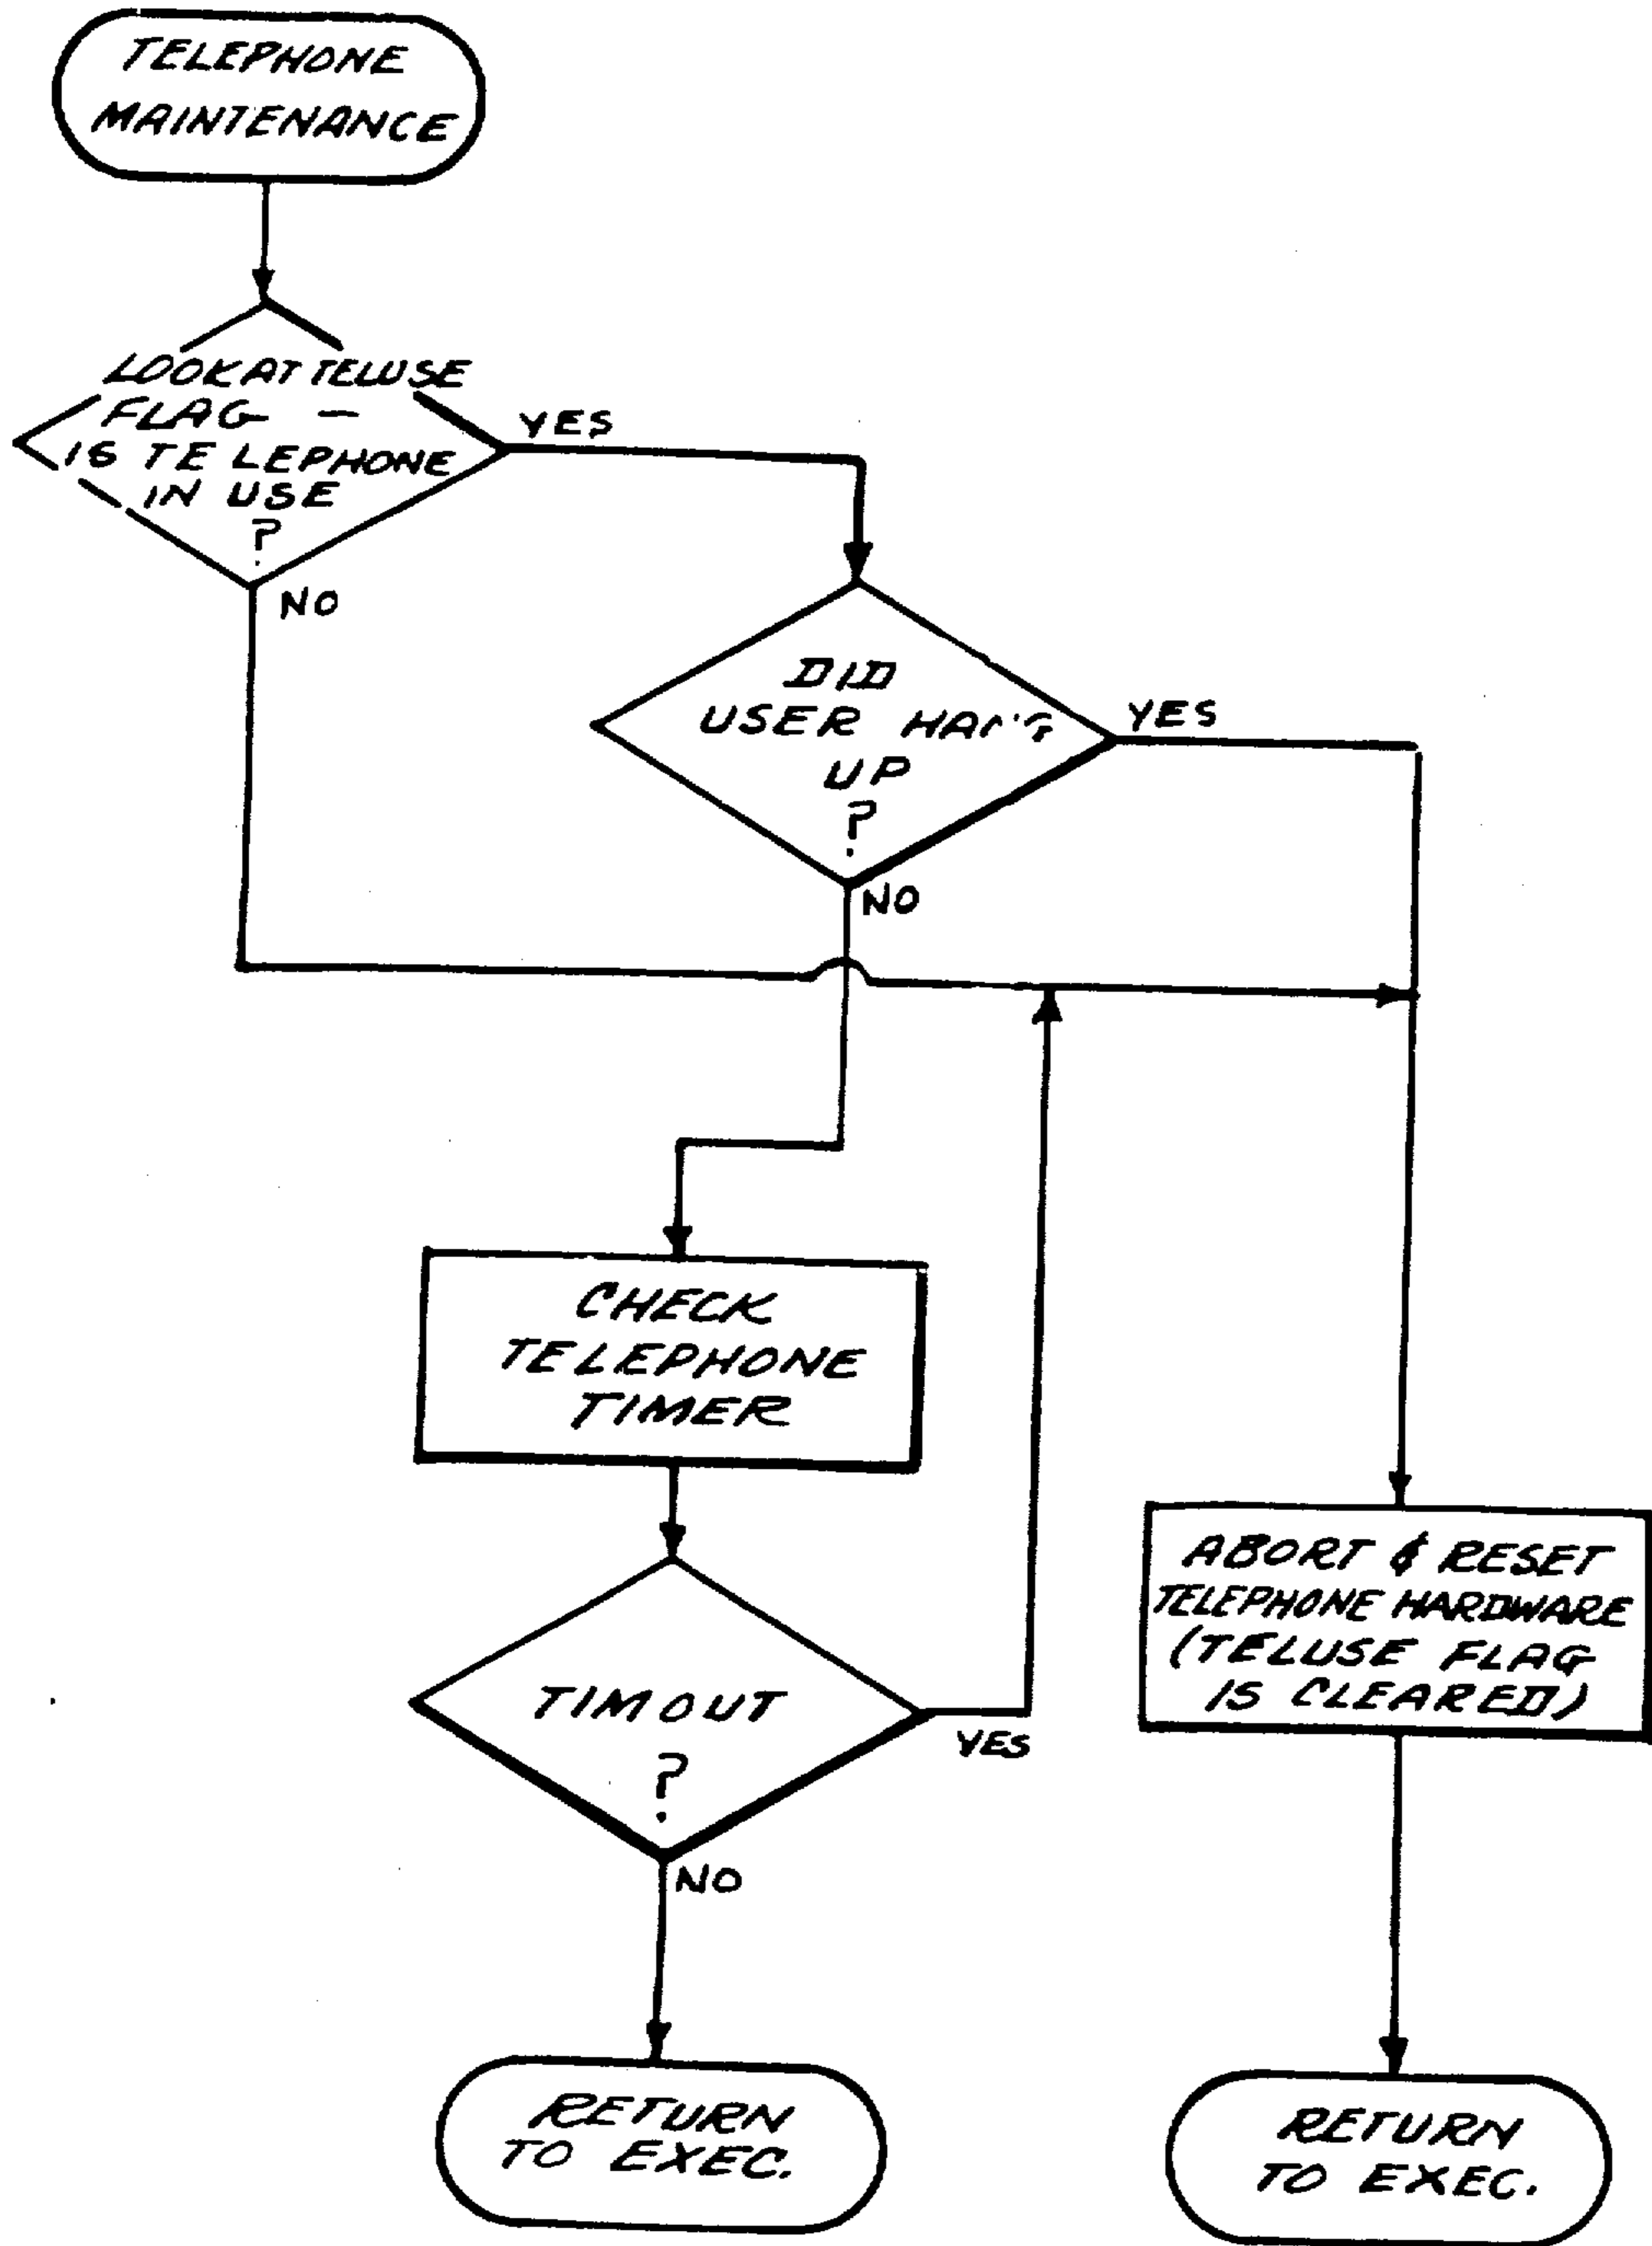 TELEPHONE
MAINTENANCE
LOOK AT TELUSE
FLAG —
IS TELEPHONE
IN USE
?
YES
NO
DID
USER HANG
UP
?
YES
NO
CHECK
TELEPHONE
TIMER
TIMOUT
?
YES
NO
ABORT & RESET
TELEPHONE HARDWARE
(TELUSE FLAG
IS CLEARED)
RETURN
TO EXEC.
RETURN
TO EXEC.